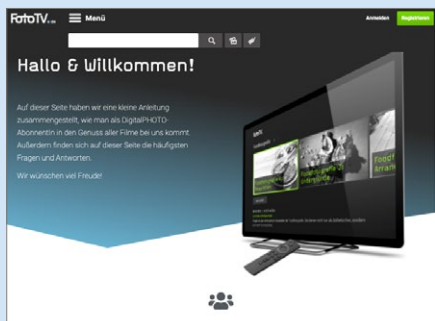 FotoTV.
Menü
Anmelden
Registrieren
Hallo & Willkommen!
Auf dieser Seite haben wir eine kleine Anleitung
zusammengestellt, wie man als DigitalPHOTO-
Abonnentin in den Genuss aller Filme bei uns kommt.
Außerdem finden sich auf dieser Seite die häufigsten
Fragen und Antworten.
Wir wünschen viel Freude!
FotoTV.